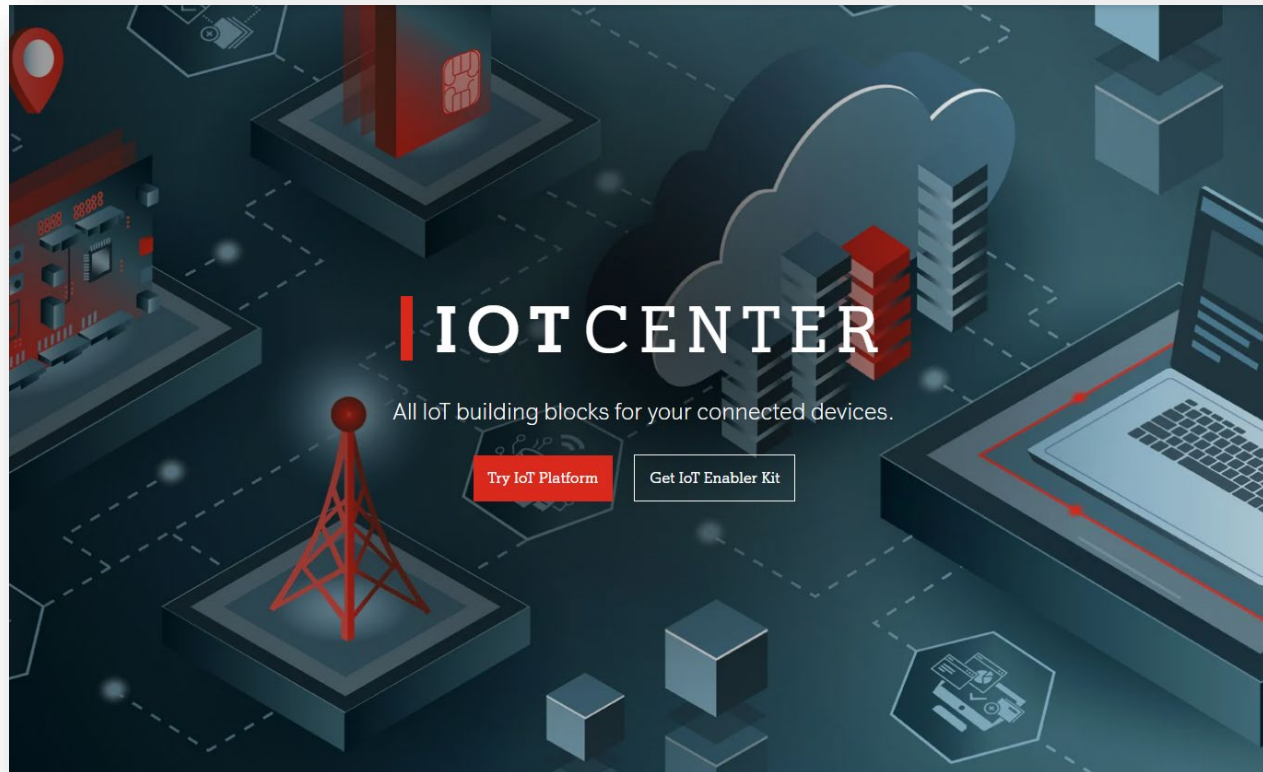 IOTCENTER
All IoT building blocks for your connected devices.
Try IoT Platform
Get IoT Enabler Kit